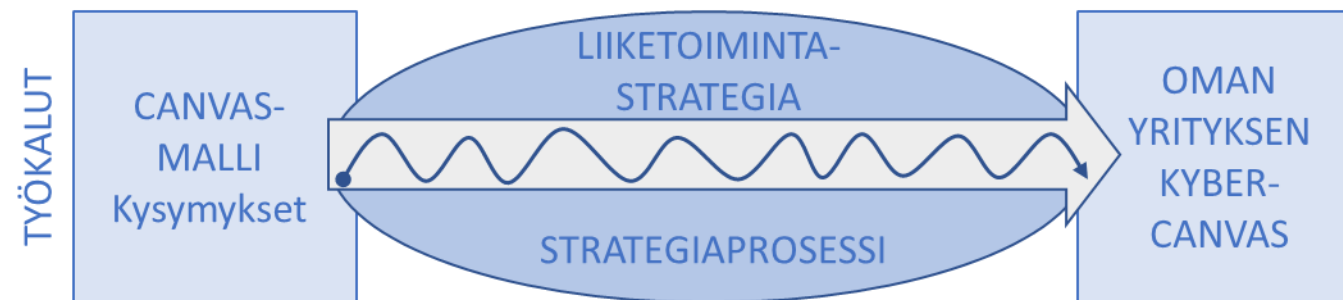 TYÖKALUT
CANVAS-
MALLI
Kysymykset
LIIKETOIMINTA-
STRATEGIA
STRATEGIAPROSESSI
OMAN
YRITYKSEN
KYBER-
CANVAS